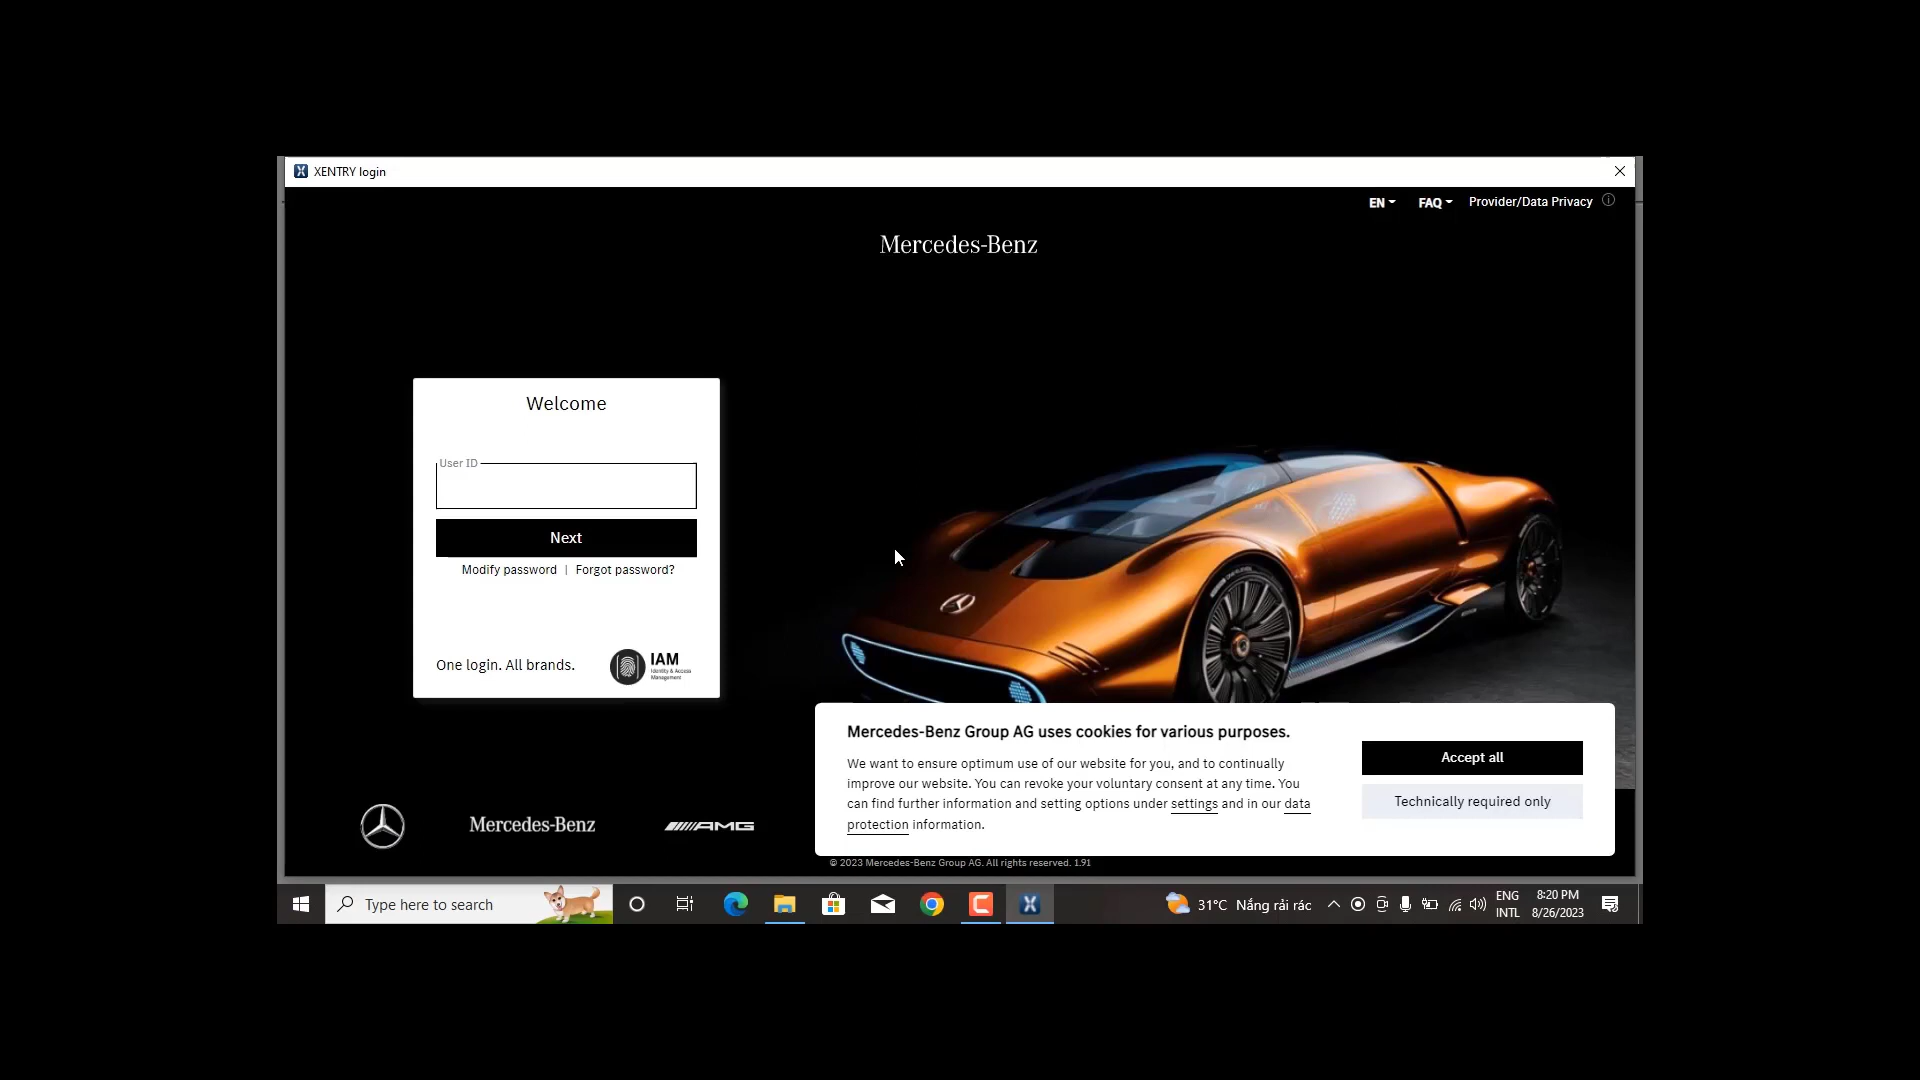 XENTRY login
EN
FAQ
Provider/Data Privacy
Mercedes-Benz
Welcome
User ID
Next
Modify password | Forgot password?
One login. All brands.
IAM
Identity & Access
Management
Mercedes-Benz Group AG uses cookies for various purposes.
We want to ensure optimum use of our website for you, and to continually
improve our website. You can revoke your voluntary consent at any time. You
can find further information and setting options under settings and in our data
protection information.
Accept all
Technically required only
Mercedes-Benz
AMG
© 2023 Mercedes-Benz Group AG. All rights reserved. 1.91
Type here to search
31°C Nắng rải rác
ENG
INTL
8:20 PM
8/26/2023